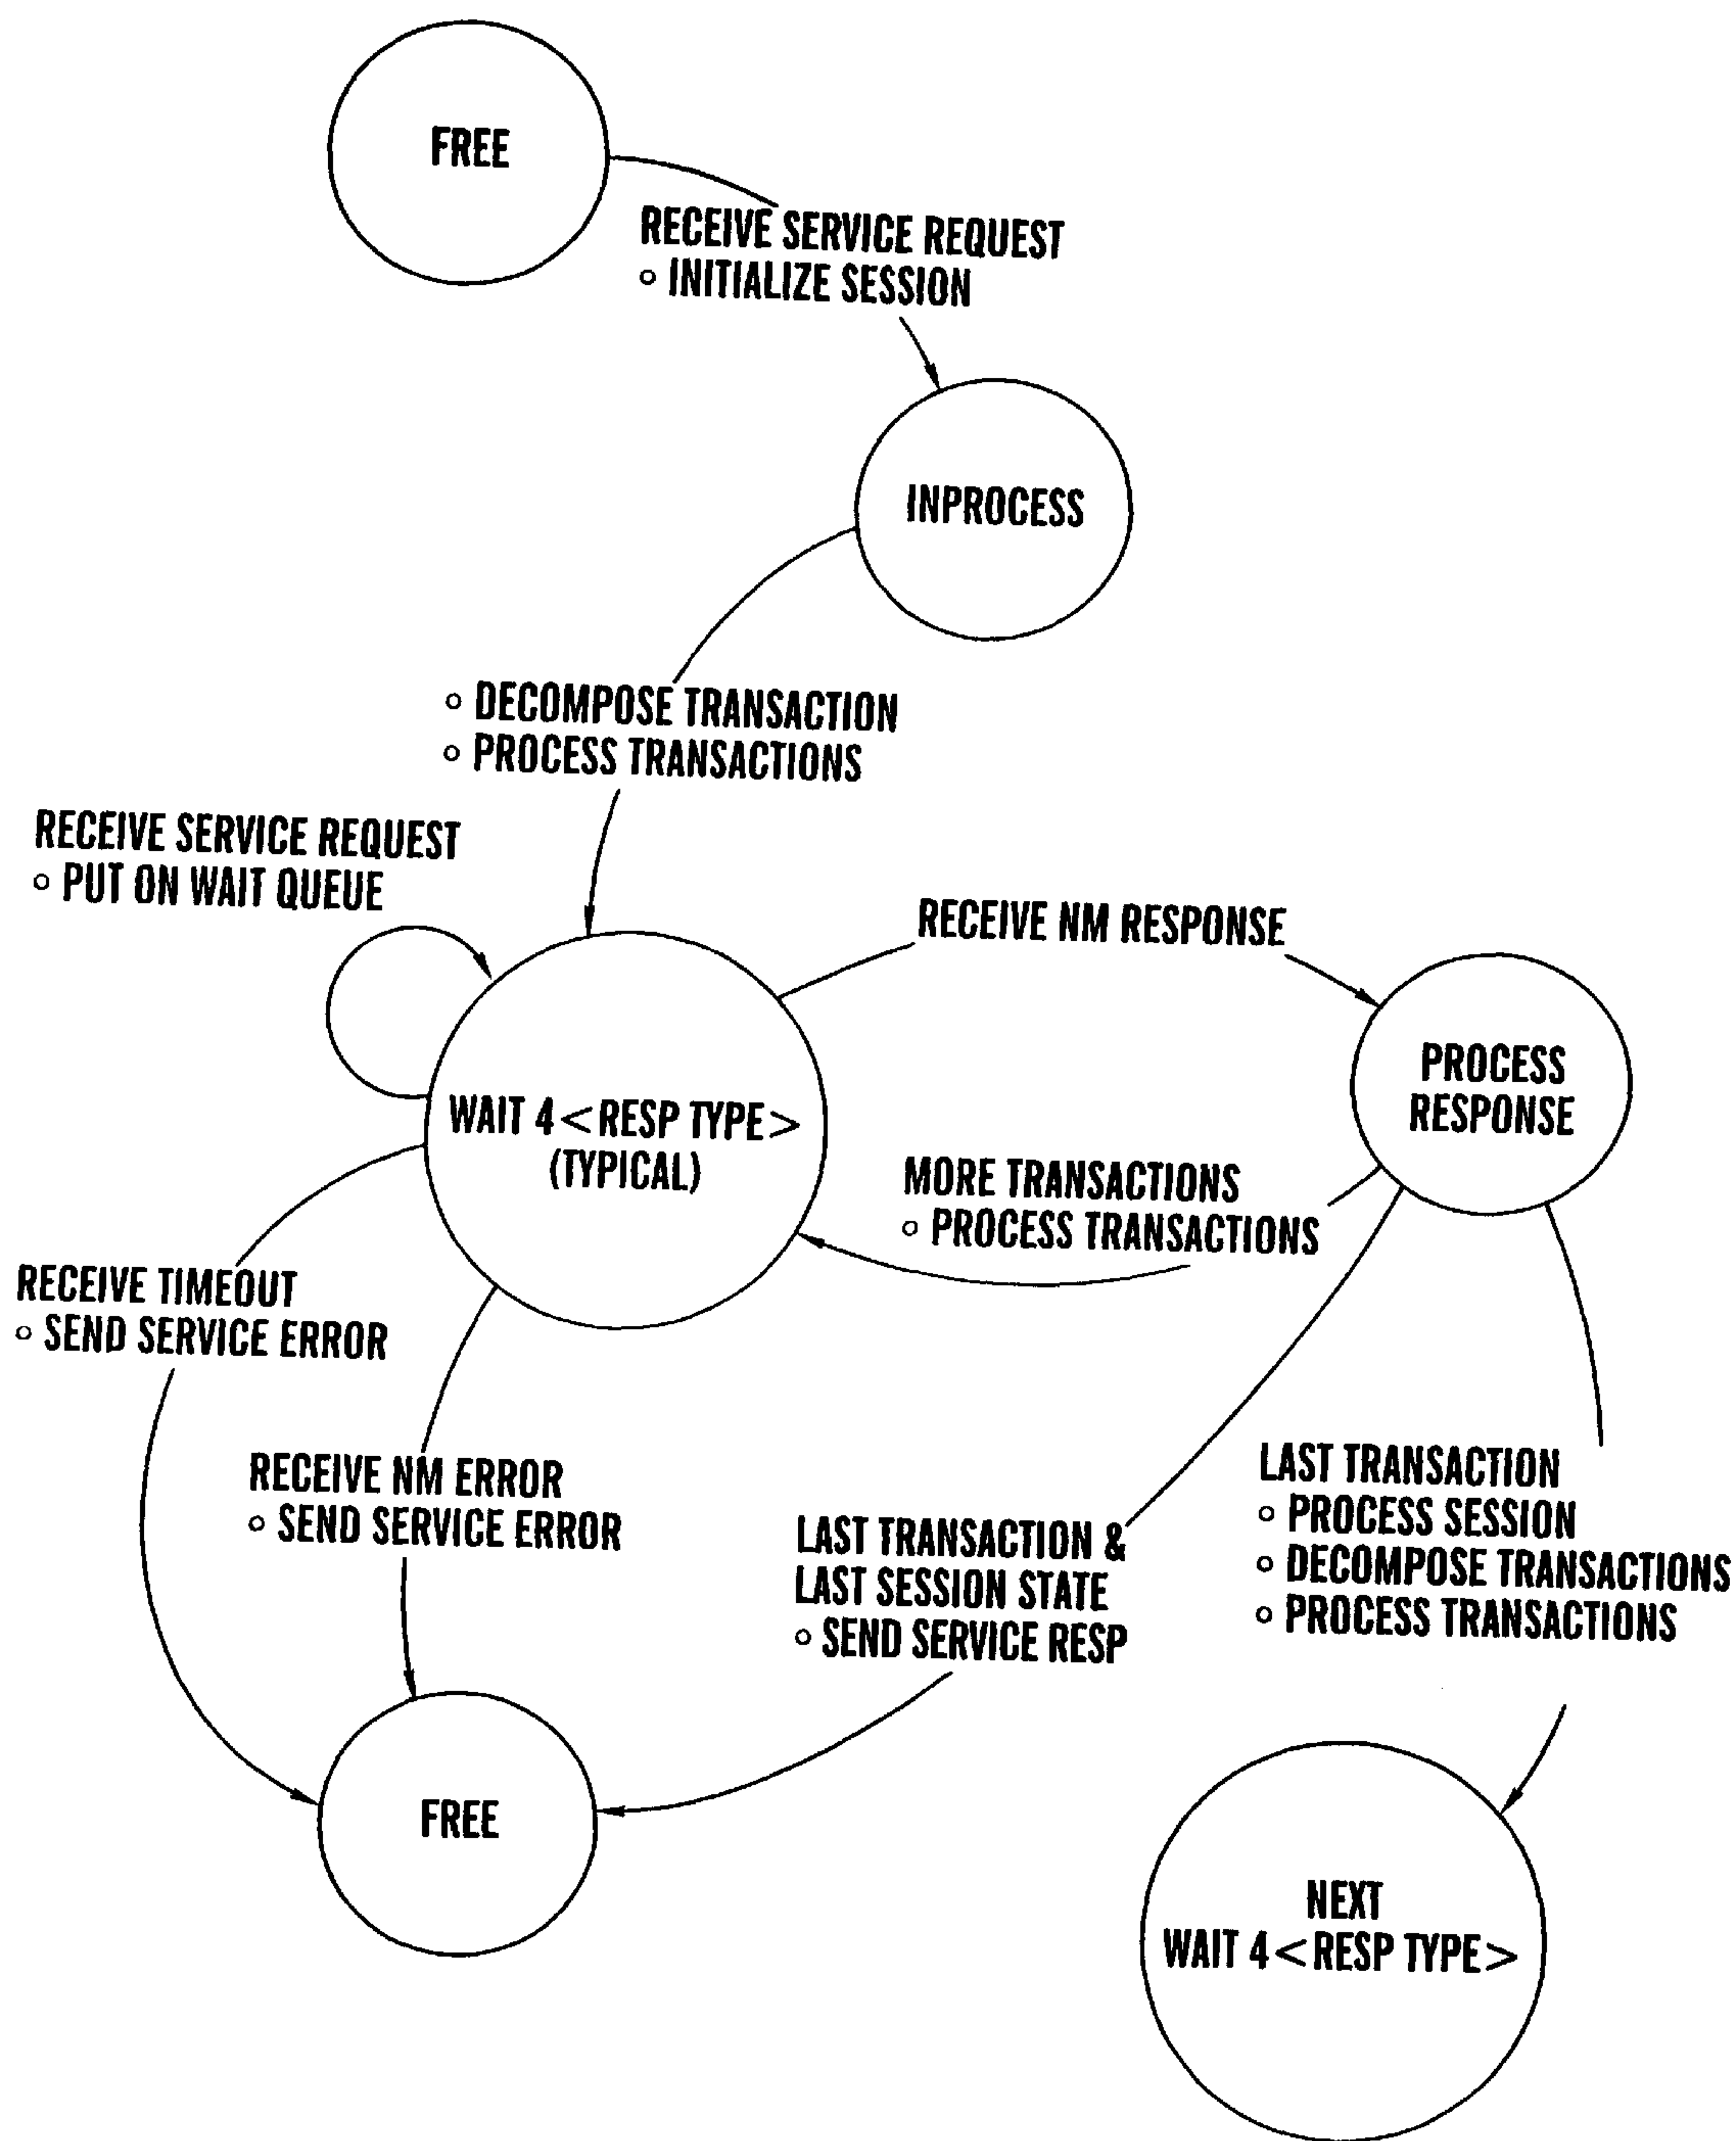 FREE
RECEIVE SERVICE REQUEST
○ INITIALIZE SESSION
INPROCESS
○ DECOMPOSE TRANSACTION
○ PROCESS TRANSACTIONS
RECEIVE SERVICE REQUEST
○ PUT ON WAIT QUEUE
RECEIVE NM RESPONSE
PROCESS
RESPONSE
WAIT 4<RESP TYPE>
(TYPICAL)
MORE TRANSACTIONS
○ PROCESS TRANSACTIONS
RECEIVE TIMEOUT
○ SEND SERVICE ERROR
RECEIVE NM ERROR
○ SEND SERVICE ERROR
LAST TRANSACTION &
LAST SESSION STATE
○ SEND SERVICE RESP
LAST TRANSACTION
○ PROCESS SESSION
○ DECOMPOSE TRANSACTIONS
○ PROCESS TRANSACTIONS
FREE
NEXT
WAIT 4<RESP TYPE>